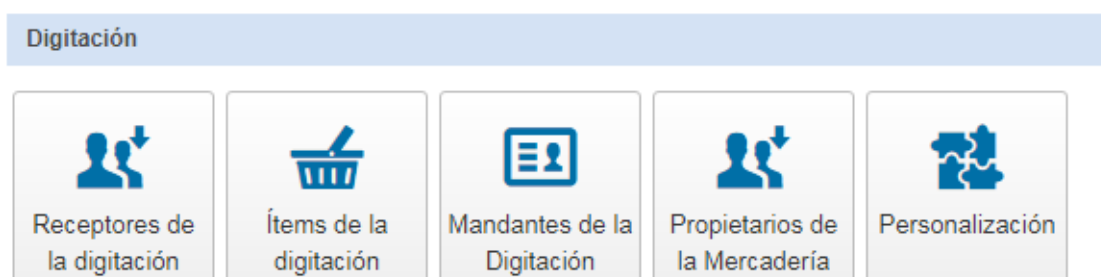 Digitación
Receptores de
la digitación
Ítems de la
digitación
Mandantes de la
Digitación
Propietarios de
la Mercadería
Personalización